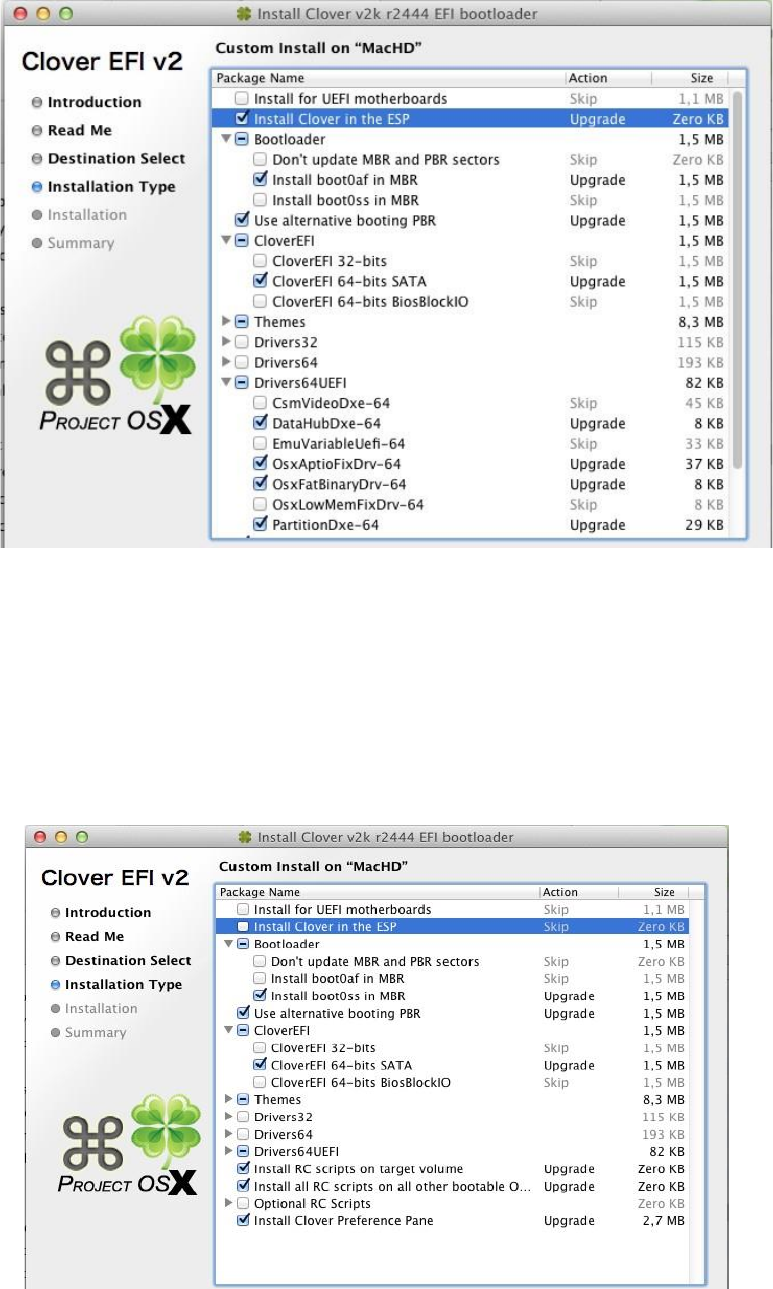 Install Clover v2k r2444 EFI bootloader
Clover EFI v2
Introduction
Read Me
Destination Select
Installation Type
Installation
Summary
PROJECT OSX
Custom Install on “MacHD”
Package Name Action Size
Install for UEFI motherboards Skip 1,1 MB
Install Clover in the ESP Upgrade Zero KB
Bootloader 1,5 MB
Don't update MBR and PBR sectors Skip Zero KB
Install boot0af in MBR Upgrade 1,5 MB
Install boot0ss in MBR Skip 1,5 MB
Use alternative booting PBR Upgrade 1,5 MB
CloverEFI 1,5 MB
CloverEFI 32-bits Skip 1,5 MB
CloverEFI 64-bits SATA Upgrade 1,5 MB
CloverEFI 64-bits BiosBlockIO Skip 1,5 MB
Themes 8,3 MB
Drivers32 115 KB
Drivers64 193 KB
Drivers64UEFI 82 KB
CsmVideoDxe-64 Skip 45 KB
DataHubDxe-64 Upgrade 8 KB
EmuVariableUefi-64 Skip 33 KB
OsxAptioFixDrv-64 Upgrade 37 KB
OsxFatBinaryDrv-64 Upgrade 8 KB
OsxLowMemFixDrv-64 Skip 8 KB
PartitionDxe-64 Upgrade 29 KB
Install Clover v2k r2444 EFI bootloader
Clover EFI v2
Introduction
Read Me
Destination Select
Installation Type
Installation
Summary
PROJECT OSX
Custom Install on “MacHD”
Package Name Action Size
Install for UEFI motherboards Skip 1,1 MB
Install Clover in the ESP Skip Zero KB
Bootloader 1,5 MB
Don't update MBR and PBR sectors Skip Zero KB
Install boot0af in MBR Skip 1,5 MB
Install boot0ss in MBR Upgrade 1,5 MB
Use alternative booting PBR Upgrade 1,5 MB
CloverEFI 1,5 MB
CloverEFI 32-bits Skip 1,5 MB
CloverEFI 64-bits SATA Upgrade 1,5 MB
CloverEFI 64-bits BiosBlockIO Skip 1,5 MB
Themes 8,3 MB
Drivers32 115 KB
Drivers64 193 KB
Drivers64UEFI 82 KB
Install RC scripts on target volume Upgrade Zero KB
Install all RC scripts on all other bootable O... Upgrade Zero KB
Optional RC Scripts Zero KB
Install Clover Preference Pane Upgrade 2,7 MB